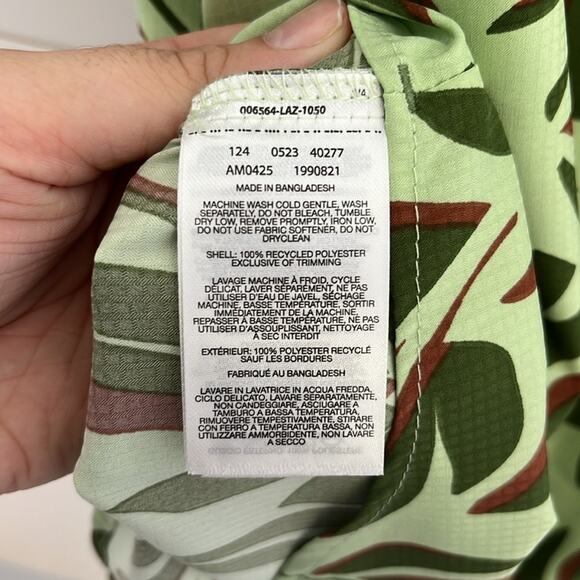 006564-LAZ-1050
124 0523 40277
AM0425 1990821
MADE IN BANGLADESH
MACHINE WASH COLD GENTLE, WASH
SEPARATELY, DO NOT BLEACH, TUMBLE
DRY LOW, REMOVE PROMPTLY, IRON LOW,
DO NOT USE FABRIC SOFTENER, DO NOT
DRYCLEAN
SHELL: 100% RECYCLED POLYESTER
EXCLUSIVE OF TRIMMING
LAVAGE MACHINE À FROID, CYCLE
DÉLICAT, LAVER SÉPARÉMENT, NE PAS
UTILISER D'EAU DE JAVEL, SÉCHAGE
MACHINE, BASSE TEMPÉRATURE, SORTIR
IMMÉDIATEMENT DE LA MACHINE,
REPASSER À BASSE TEMPÉRATURE, NE PAS
UTILISER D'ASSOUPLISSANT, NETTOYAGE
À SEC INTERDIT
EXTÉRIEUR: 100% POLYESTER RECYCLÉ
SAUF LES BORDURES
FABRIQUÉ AU BANGLADESH
LAVARE IN LAVATRICE IN ACQUA FREDDA,
CICLO DELICATO, LAVARE SEPARATAMENTE,
NON CANDEGGIARE, ASCIUGARE A
TAMBURO A BASSA TEMPERATURA,
RIMUOVERE TEMPESTIVAMENTE, STIRARE
CON FERRO A TEMPERATURA BASSA, NON
UTILIZZARE AMMORBIDENTE, NON LAVARE
A SECCO